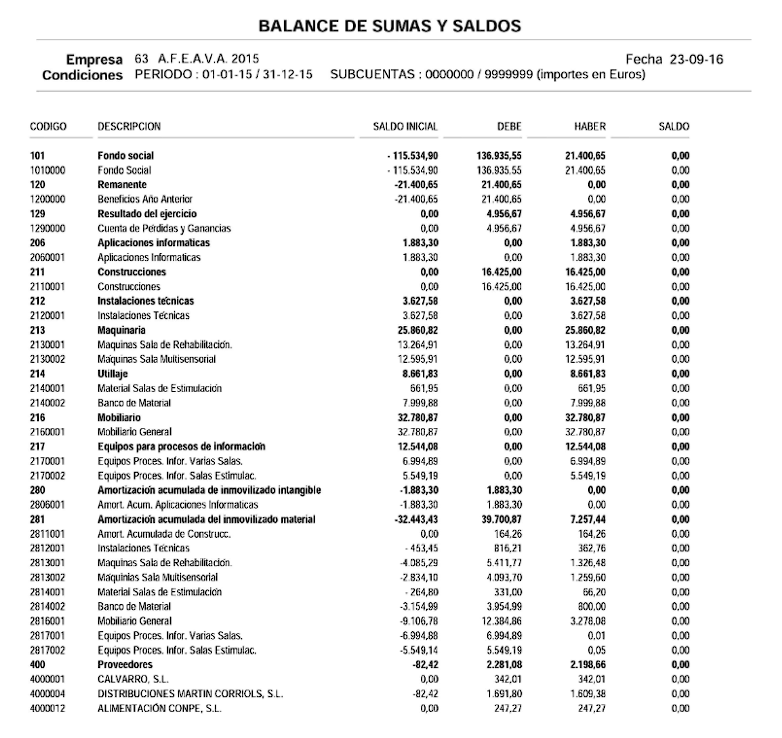 BALANCE DE SUMAS Y SALDOS
Empresa 63 A.F.E.A.V.A. 2015 Fecha 23-09-16
Condiciones PERIODO : 01-01-15 / 31-12-15 SUBCUENTAS : 0000000 / 9999999 (importes en Euros)
CODIGO DESCRIPCION SALDO INICIAL DEBE HABER SALDO
101 Fondo social - 115.534,90 136.935,55 21.400,65 0,00
1010000 Fondo Social - 115.534,90 136.935,55 21.400,65 0,00
120 Remanente -21.400,65 21.400,65 0,00 0,00
1200000 Beneficios Año Anterior -21.400,65 21.400,65 0.00 0,00
129 Resultado del ejercicio 0,00 4.956,67 4.956,67 0,00
1290000 Cuenta de Pérdidas y Ganancias 0,00 4.956,67 4.956,67 0,00
206 Aplicaciones informaticas 1.883,30 0,00 1.883,30 0,00
2060001 Aplicaciones Informaticas 1.883,30 0,00 1.883,30 0,00
211 Construcciones 0,00 16.425,00 16.425,00 0,00
2110001 Construcciones 0,00 16.425,00 16.425,00 0,00
212 Instalaciones técnicas 3.627,58 0,00 3.627,58 0,00
2120001 Instalaciones Técnicas 3.627,58 0,00 3.627,58 0,00
213 Maquinaria 25.860,82 0,00 25.860,82 0,00
2130001 Maquinas Sala de Rehabilitación. 13.264,91 0,00 13.264,91 0,00
2130002 Maquinas Sala Multisensorial 12.595,91 0,00 12.595,91 0,00
214 Utillaje 8.661,83 0,00 8.661,83 0,00
2140001 Material Salas de Estimulación 661,95 0,00 661,95 0,00
2140002 Banco de Material 7.999,88 0,00 7.999,88 0,00
216 Mobiliario 32.780,87 0,00 32.780,87 0,00
2160001 Mobiliario General 32.780,87 0,00 32.780,87 0,00
217 Equipos para procesos de información 12.544,08 0,00 12.544,08 0,00
2170001 Equipos Proces. Infor. Varias Salas. 6.994,89 0,00 6.994,89 0,00
2170002 Equipos Proces. Infor. Salas Estimulac. 5.549,19 0,00 5.549,19 0,00
280 Amortización acumulada de inmovilizado intangible -1.883,30 1.883,30 0,00 0,00
2806001 Amort. Acum. Aplicaciones Informaticas -1.883,30 1.883,30 0,00 0,00
281 Amortización acumulada del inmovilizado material -32.443,43 39.700,87 7.257,44 0,00
2811001 Amort. Acumulada de Construcc. 0,00 164,26 164,26 0,00
2812001 Instalaciones Técnicas - 453,45 816,21 362,76 0,00
2813001 Maquinas Sala de Rehabilitación. -4.085,29 5.411,77 1.326,48 0,00
2813002 Maquinias Sala Multisensorial -2.834,10 4.093,70 1.259,60 0,00
2814001 Material Salas de Estimulación - 264,80 331,00 66,20 0,00
2814002 Banco de Material -3.154,99 3.954,99 800,00 0,00
2816001 Mobiliario General -9.106,78 12.384,86 3.278,08 0,00
2817001 Equipos Proces. Infor. Varias Salas. -6.994,88 6.994,89 0,01 0,00
2817002 Equipos Proces. Infor. Salas Estimulac. -5.549,14 5.549,19 0,05 0,00
400 Proveedores -82,42 2.281,08 2.198,66 0,00
4000001 CALVARRO, S.L. 0,00 342,01 342,01 0,00
4000004 DISTRIBUCIONES MARTIN CORRIOLS, S.L. -82,42 1.691,80 1.609,38 0,00
4000012 ALIMENTACIÓN CONPE, S.L. 0,00 247,27 247,27 0,00